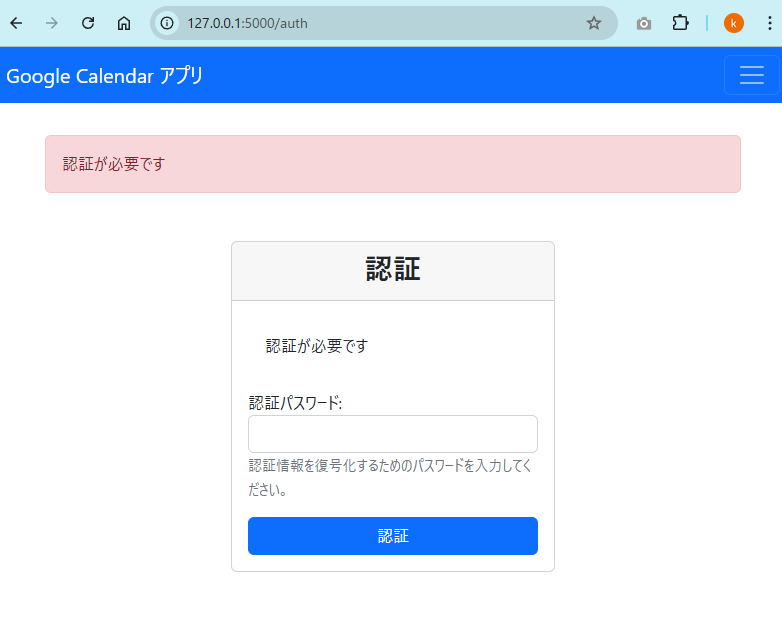 127.0.0.1:5000/auth
k
Google Calendar アプリ
認証が必要です
認証
認証が必要です
認証パスワード:
認証情報を復号化するためのパスワードを入力してく
ださい。
認証